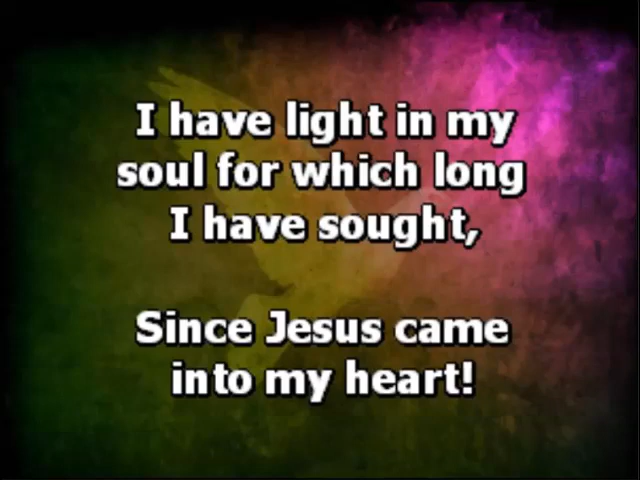 I have light in my
soul for which long
I have sought,
Since Jesus came
into my heart!